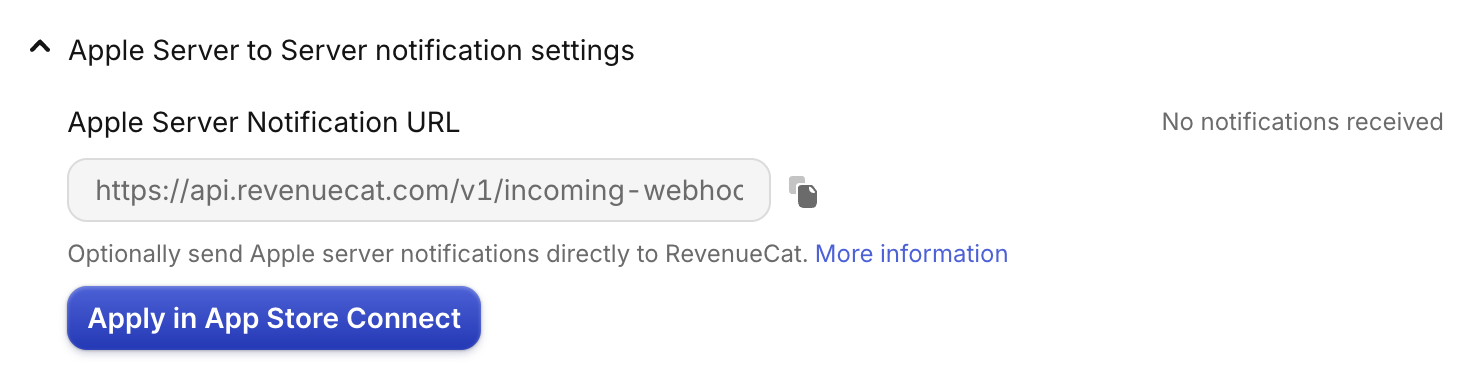 Apple Server to Server notification settings
Apple Server Notification URL
No notifications received
https://api.revenuecat.com/v1/incoming-webhoo
Optionally send Apple server notifications directly to RevenueCat. More information
Apply in App Store Connect